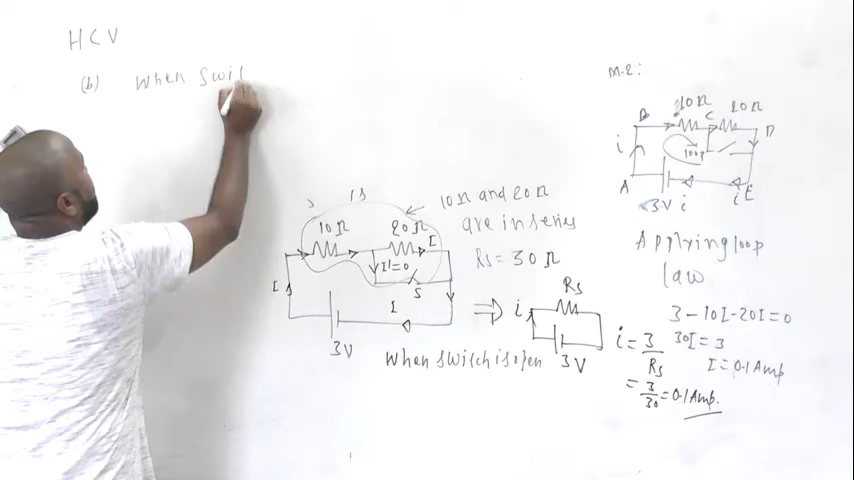 HCV
(b) When Swit
M-2:
10Ω 20Ω
B C D
i
A E
3V i i
10Ω and 20Ω
are in series
Rs = 30 Ω
10Ω 20Ω I
I'=0
S
I I
3V
When switch is open
⇒ i Rs
3V
Applying loop
law
3 - 10I - 20I = 0
30I = 3
I = 0.1 Amp
i = 3/Rs
= 3/30 = 0.1 Amp.